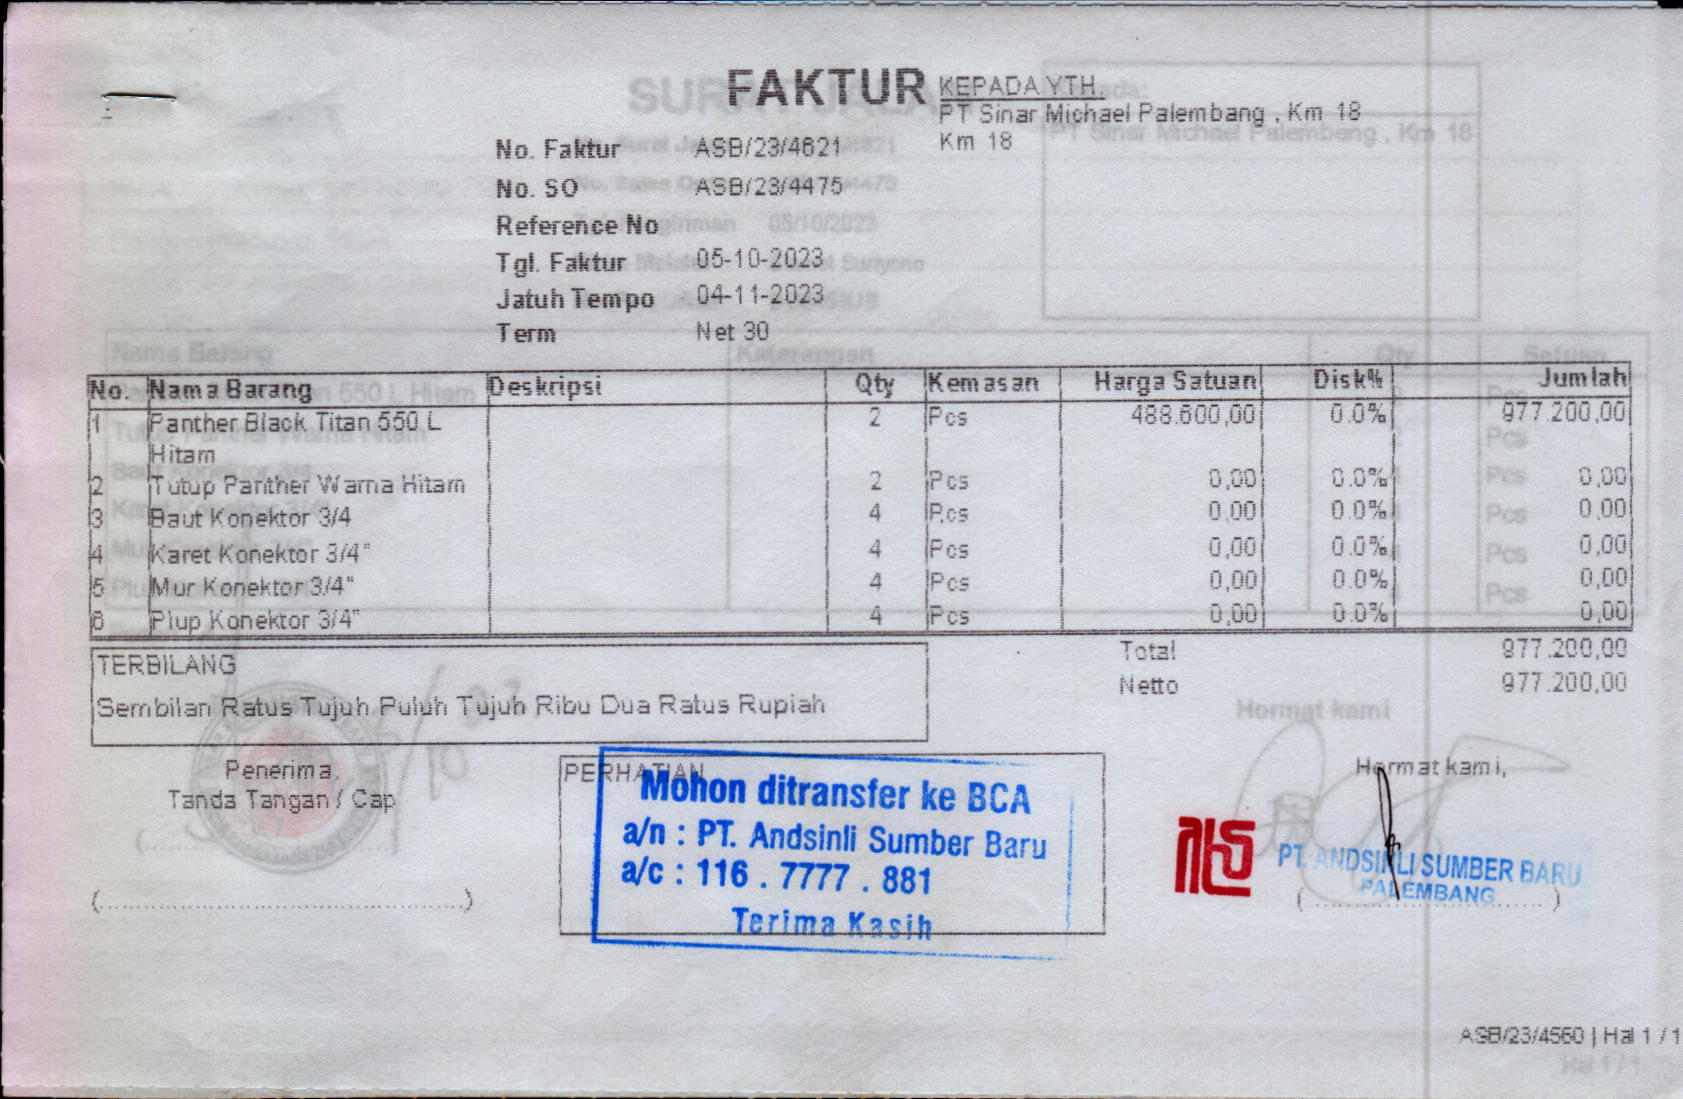 FAKTUR
KEPADA YTH.
PT Sinar Michael Palembang , Km 18
Km 18
No. Faktur ASB/23/4621
No. SO ASB/23/4475
Reference No
Tgl. Faktur 05-10-2023
Jatuh Tempo 04-11-2023
Term Net 30
No. Nama Barang Deskripsi Qty Kemasan Harga Satuan Disk% Jumlah
1 Panther Black Titan 550 L 2 Pcs 488.600,00 0.0% 977.200,00
Hitam
2 Tutup Panther Warna Hitam 2 Pcs 0,00 0.0% 0,00
3 Baut Konektor 3/4 4 Pcs 0,00 0.0% 0,00
4 Karet Konektor 3/4" 4 Pcs 0,00 0.0% 0,00
5 Mur Konektor 3/4" 4 Pcs 0,00 0.0% 0,00
6 Plup Konektor 3/4" 4 Pcs 0,00 0.0% 0,00
Total 977.200,00
Netto 977.200,00
TERBILANG
Sembilan Ratus Tujuh Puluh Tujuh Ribu Dua Ratus Rupiah
Penerima,
Tanda Tangan / Cap
(..................................................)
PERHATIAN
Mohon ditransfer ke BCA
a/n : PT. Andsinli Sumber Baru
a/c : 116 . 7777 . 881
Terima Kasih
Hormat kami
Hormat kami,
PT. ANDSINLI SUMBER BARU
PALEMBANG
ASB/23/4560 | Hal 1 / 1
Hal 1 / 1